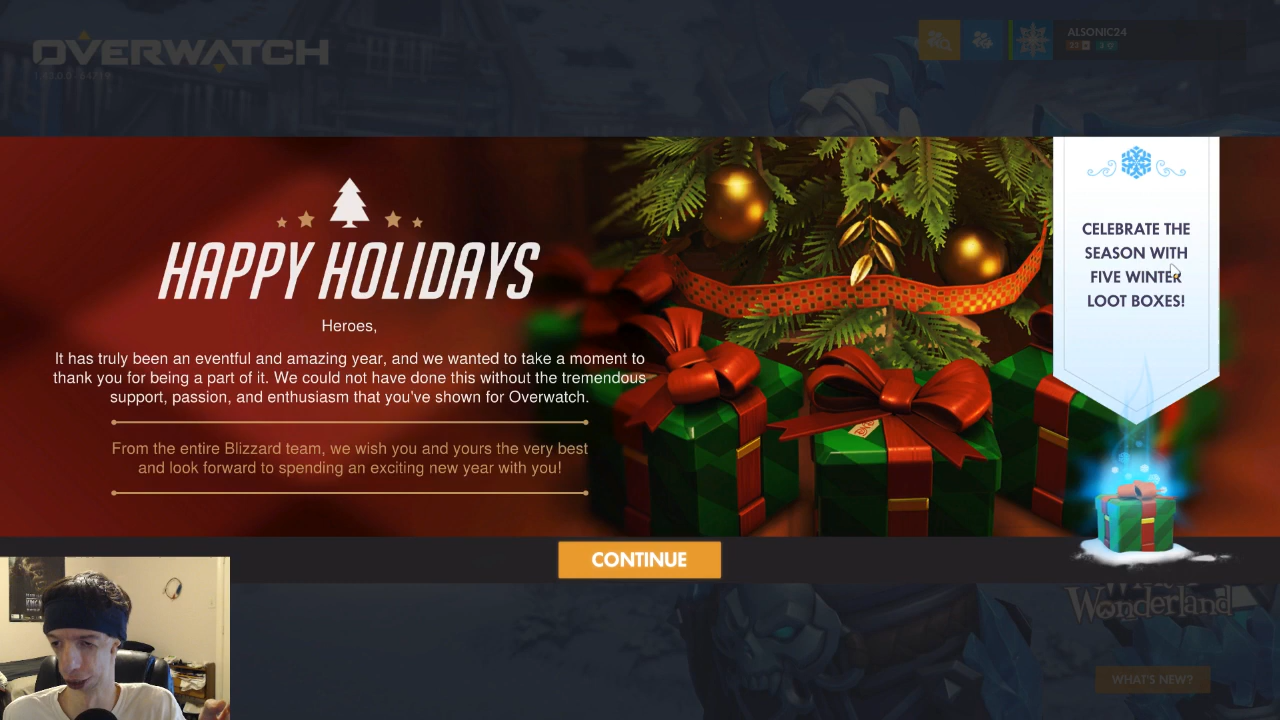 OVERWATCH
ALSONIC24
HAPPY HOLIDAYS
Heroes,
It has truly been an eventful and amazing year, and we wanted to take a moment to
thank you for being a part of it. We could not have done this without the tremendous
support, passion, and enthusiasm that you've shown for Overwatch.
From the entire Blizzard team, we wish you and yours the very best
and look forward to spending an exciting new year with you!
CELEBRATE THE
SEASON WITH
FIVE WINTER
LOOT BOXES!
CONTINUE
Wonderland
WHAT'S NEW?